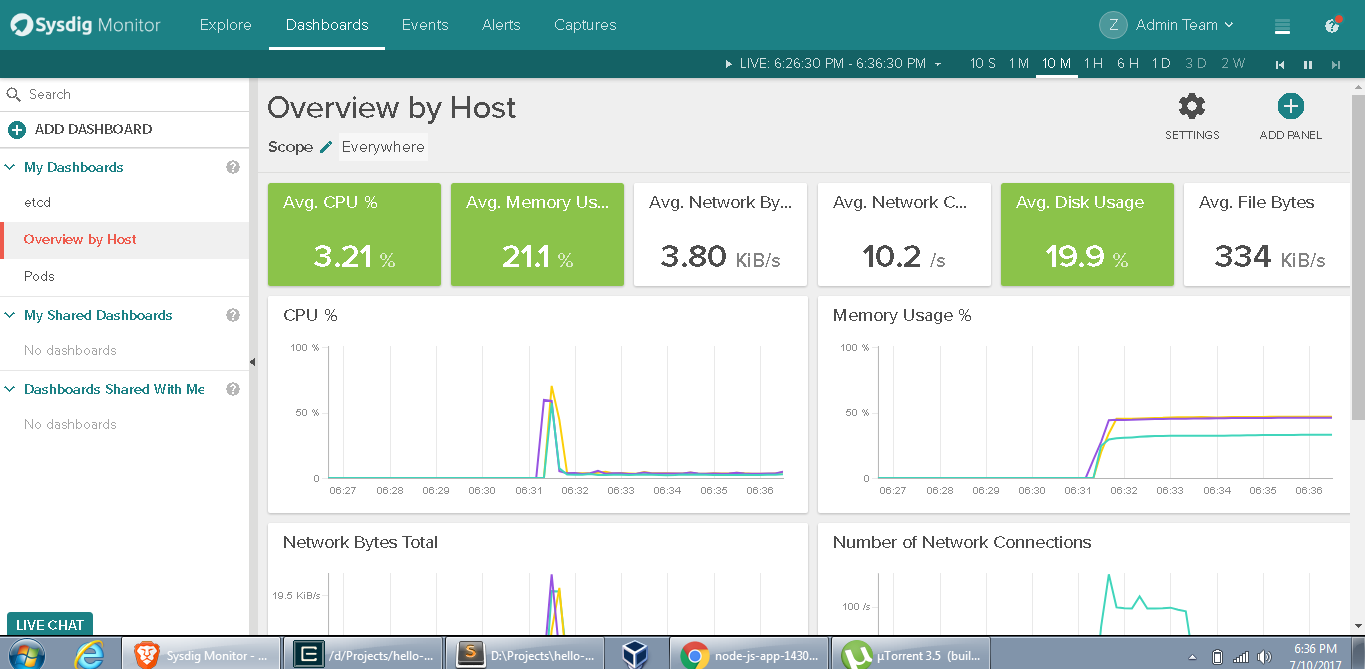 Sysdig Monitor
Explore
Dashboards
Events
Alerts
Captures
Z Admin Team
?
LIVE: 6:26:30 PM - 6:36:30 PM
10 S 1 M 10 M 1 H 6 H 1 D 3 D 2 W
Search
ADD DASHBOARD
My Dashboards ?
etcd
Overview by Host
Pods
My Shared Dashboards ?
No dashboards
Dashboards Shared With Me ?
No dashboards
LIVE CHAT
Overview by Host
Scope Everywhere
SETTINGS
ADD PANEL
Avg. CPU %
3.21 %
Avg. Memory Us...
21.1 %
Avg. Network By...
3.80 KiB/s
Avg. Network C...
10.2 /s
Avg. Disk Usage
19.9 %
Avg. File Bytes
334 KiB/s
CPU %
100 %
50 %
0
06:27 06:28 06:29 06:30 06:31 06:32 06:33 06:34 06:35 06:36
Memory Usage %
100 %
50 %
0
06:27 06:28 06:29 06:30 06:31 06:32 06:33 06:34 06:35 06:36
Network Bytes Total
19.5 KiB/s
Number of Network Connections
100 /s
Sysdig Monitor - ...
E /d/Projects/hello-...
S D:\Projects\hello-...
node-js-app-1430...
µTorrent 3.5 (buil...
6:36 PM
7/10/2017